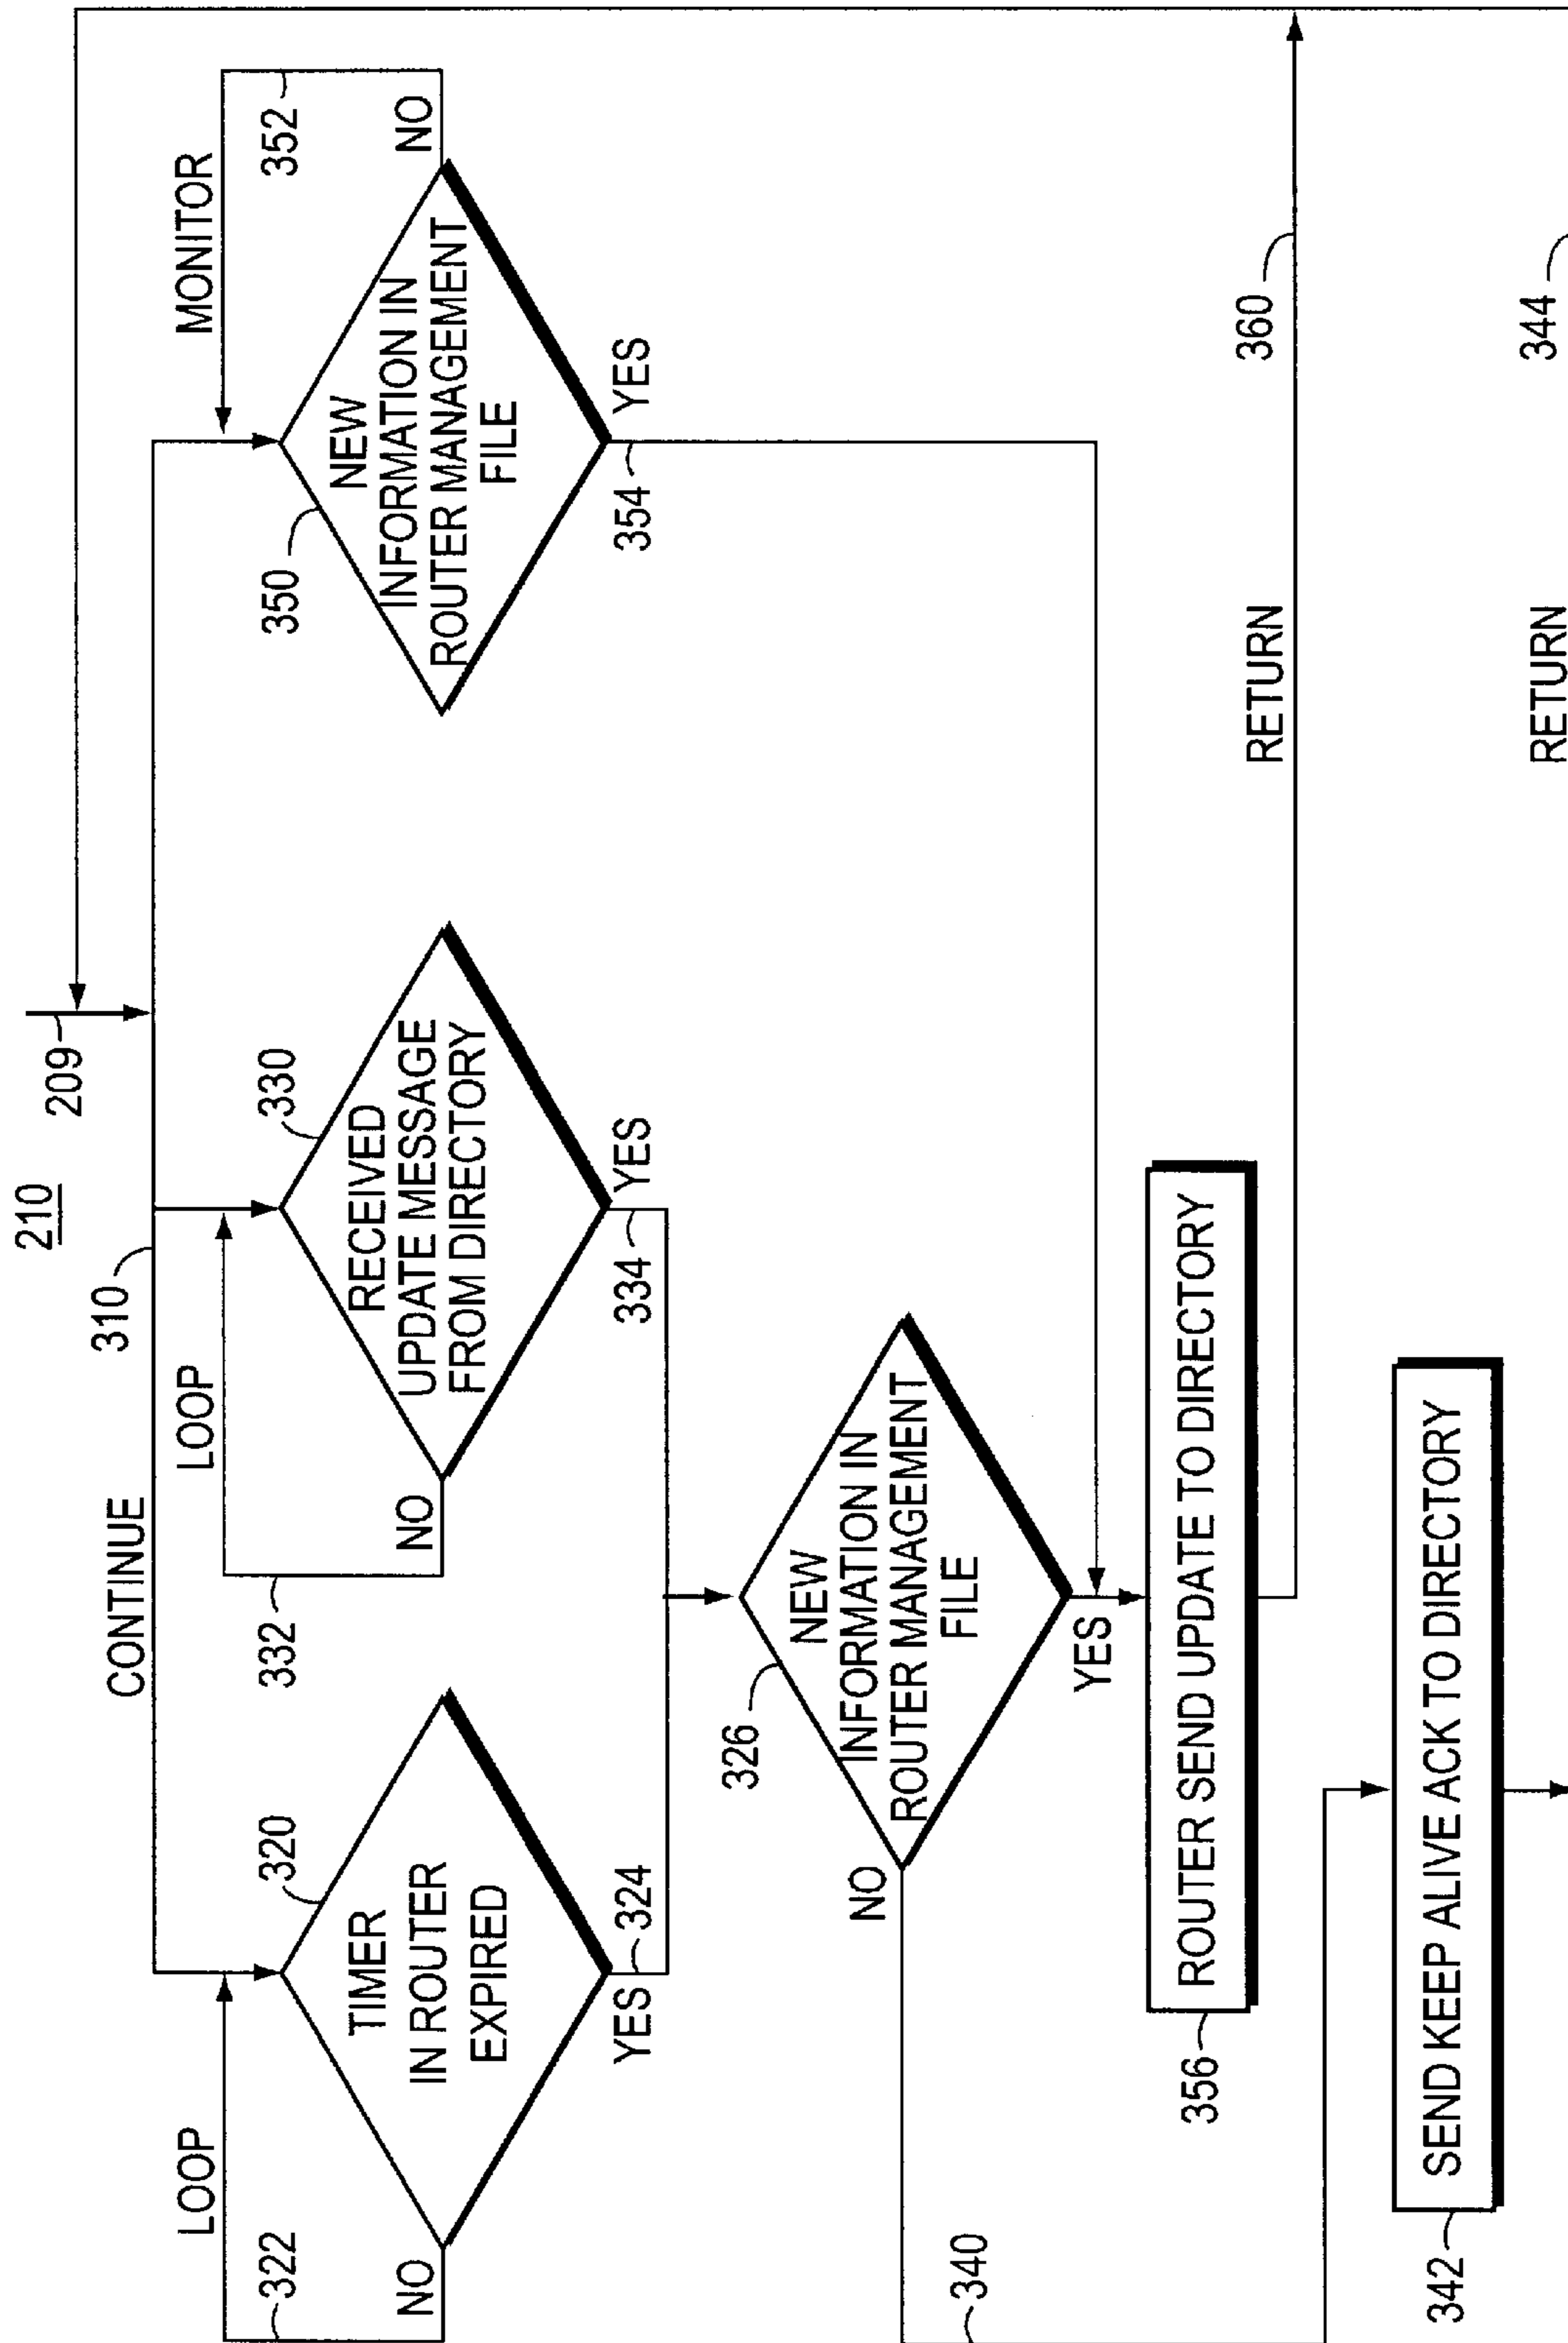 210
209
310
CONTINUE
LOOP
322
NO
320
TIMER
IN ROUTER
EXPIRED
YES
324
LOOP
332
NO
330
RECEIVED
UPDATE MESSAGE
FROM DIRECTORY
YES
334
MONITOR
352
NO
350
NEW
INFORMATION IN
ROUTER MANAGEMENT
FILE
YES
354
326
NEW
INFORMATION IN
ROUTER MANAGEMENT
FILE
NO
340
YES
356
ROUTER SEND UPDATE TO DIRECTORY
RETURN
360
342
SEND KEEP ALIVE ACK TO DIRECTORY
RETURN
344